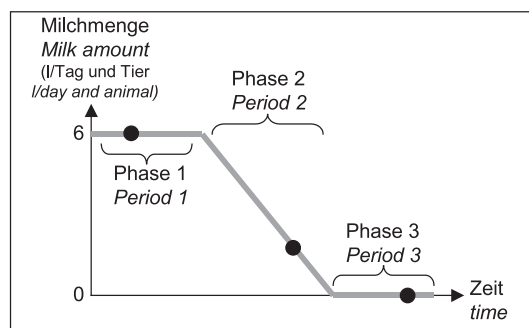 Milchmenge
Milk amount
(l/Tag und Tier
l/day and animal)
6
Phase 1
Period 1
Phase 2
Period 2
Phase 3
Period 3
0
Zeit
time